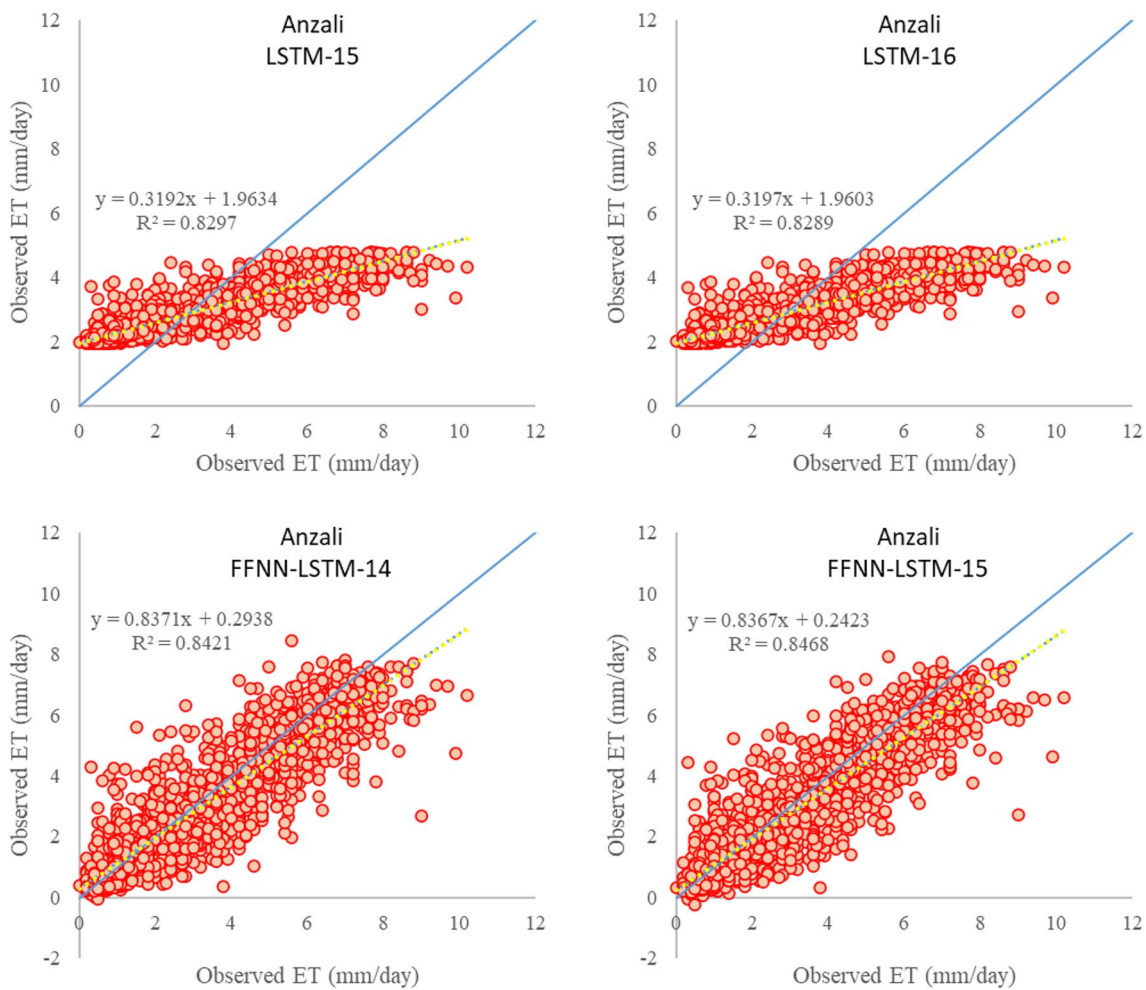 Anzali
LSTM-15
Observed ET (mm/day)
12
10
8
6
4
2
0
y = 0.3192x + 1.9634
R² = 0.8297
0 2 4 6 8 10 12
Observed ET (mm/day)
Anzali
LSTM-16
Observed ET (mm/day)
12
10
8
6
4
2
0
y = 0.3197x + 1.9603
R² = 0.8289
0 2 4 6 8 10 12
Observed ET (mm/day)
Anzali
FFNN-LSTM-14
Observed ET (mm/day)
12
10
8
6
4
2
0
-2
y = 0.8371x + 0.2938
R² = 0.8421
0 2 4 6 8 10 12
Observed ET (mm/day)
Anzali
FFNN-LSTM-15
Observed ET (mm/day)
12
10
8
6
4
2
0
-2
y = 0.8367x + 0.2423
R² = 0.8468
0 2 4 6 8 10 12
Observed ET (mm/day)